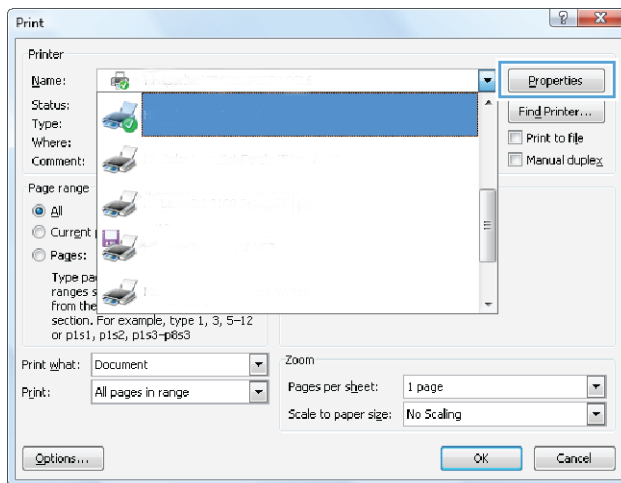 Print
Printer
Name:
Properties
Status:
Find Printer...
Type:
Where:
Print to file
Comment:
Manual duplex
Page range
All
Current
Pages:
Type pa
ranges s
from the
section. For example, type 1, 3, 5–12
or p1s1, p1s2, p1s3–p8s3
Print what: Document
Print: All pages in range
Zoom
Pages per sheet: 1 page
Scale to paper size: No Scaling
Options...
OK
Cancel